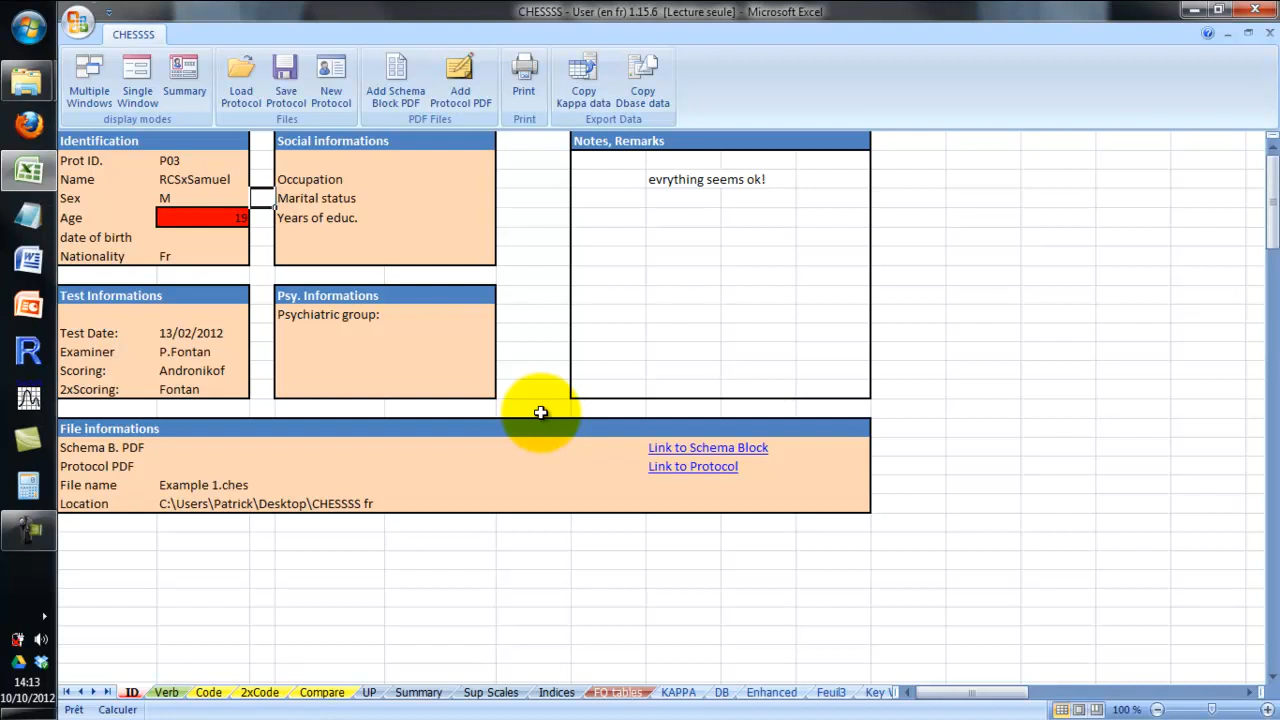 CHESSSS - User (en fr) 1.15.6 [Lecture seule] - Microsoft Excel
CHESSSS
Multiple Windows
Single Window
Summary
display modes
Load Protocol
Save Protocol
New Protocol
Files
Add Schema Block PDF
Add Protocol PDF
PDF Files
Print
Print
Copy Kappa data
Copy Dbase data
Export Data
Identification
Prot ID. P03
Name RCSxSamuel
Sex M
Age 19
date of birth
Nationality Fr
Social informations
Occupation
Marital status
Years of educ.
Notes, Remarks
evrything seems ok!
Test Informations
Test Date: 13/02/2012
Examiner P.Fontan
Scoring: Andronikof
2xScoring: Fontan
Psy. Informations
Psychiatric group:
File informations
Schema B. PDF Link to Schema Block
Protocol PDF Link to Protocol
File name Example 1.ches
Location C:\Users\Patrick\Desktop\CHESSSS fr
ID Verb Code 2xCode Compare UP Summary Sup Scales Indices FQ tables KAPPA DB Enhanced Feuil3 Key
Prêt Calculer 100 %
14:13
10/10/2012